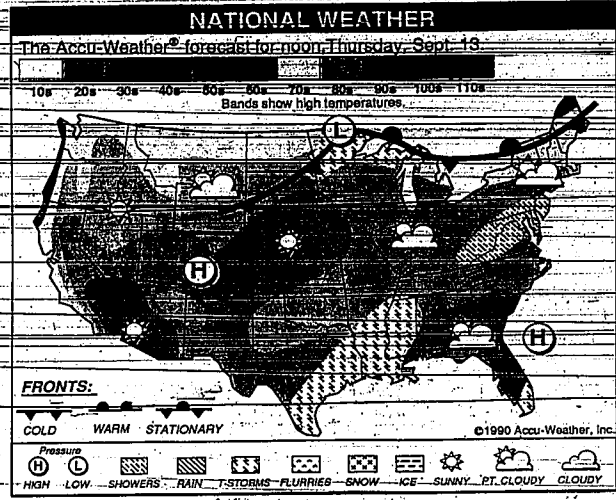 NATIONAL WEATHER
The Accu-Weather® forecast for noon, Thursday, Sept. 13.
10s 20s 30s 40s 50s 60s 70s 80s 90s 100s 110s
Bands show high temperatures.
L
H
H
FRONTS:
COLD WARM STATIONARY
©1990 Accu-Weather, Inc.
Pressure
H L
HIGH LOW SHOWERS RAIN T-STORMS FLURRIES SNOW ICE SUNNY PT. CLOUDY CLOUDY